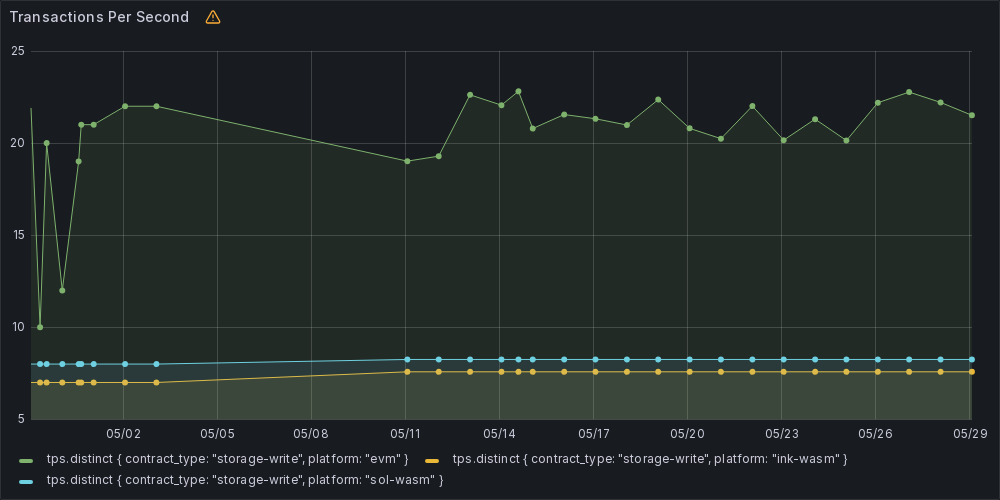 Transactions Per Second
25
20
15
10
5
05/02 05/05 05/08 05/11 05/14 05/17 05/20 05/23 05/26 05/29
tps.distinct { contract_type: "storage-write", platform: "evm" } tps.distinct { contract_type: "storage-write", platform: "ink-wasm" }
tps.distinct { contract_type: "storage-write", platform: "sol-wasm" }